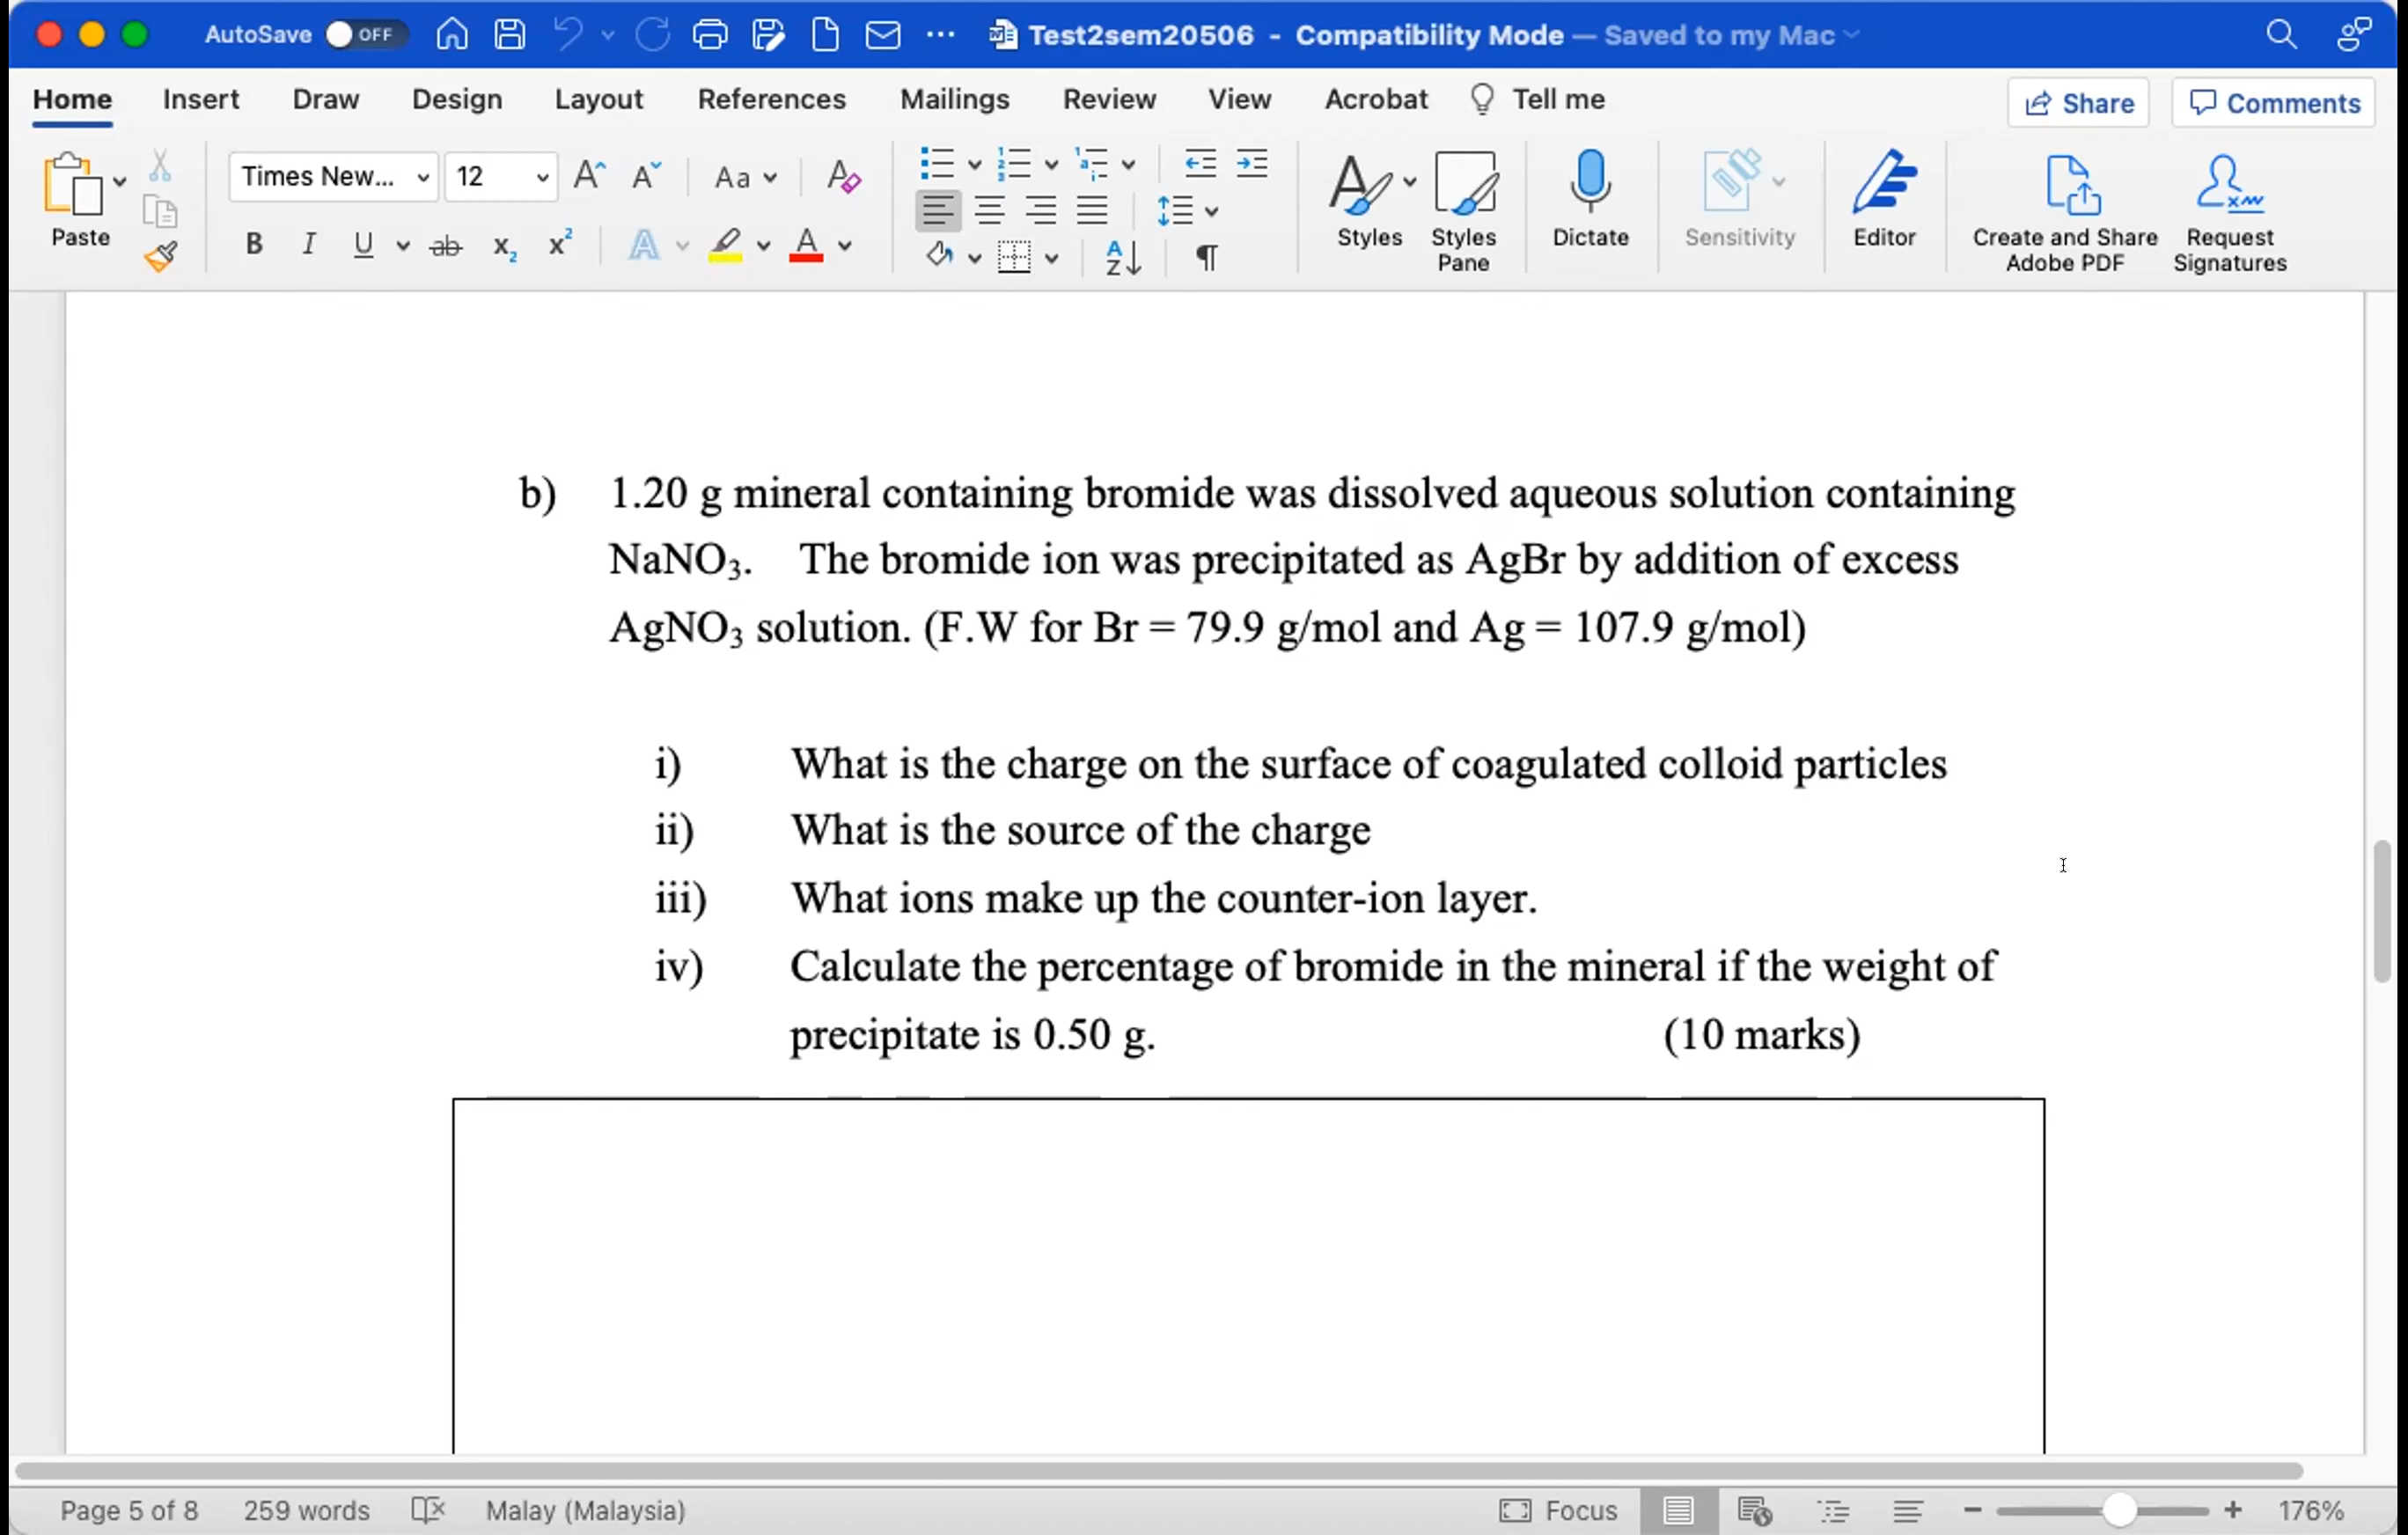 AutoSave OFF Test2sem20506 - Compatibility Mode — Saved to my Mac
Home Insert Draw Design Layout References Mailings Review View Acrobat Tell me Share Comments
Paste Times New... 12 Aa Styles Styles Pane Dictate Sensitivity Editor Create and Share Adobe PDF Request Signatures
b) 1.20 g mineral containing bromide was dissolved aqueous solution containing
NaNO₃. The bromide ion was precipitated as AgBr by addition of excess
AgNO₃ solution. (F.W for Br = 79.9 g/mol and Ag = 107.9 g/mol)
i) What is the charge on the surface of coagulated colloid particles
ii) What is the source of the charge
iii) What ions make up the counter-ion layer.
iv) Calculate the percentage of bromide in the mineral if the weight of
precipitate is 0.50 g. (10 marks)
Page 5 of 8 259 words Malay (Malaysia) Focus 176%